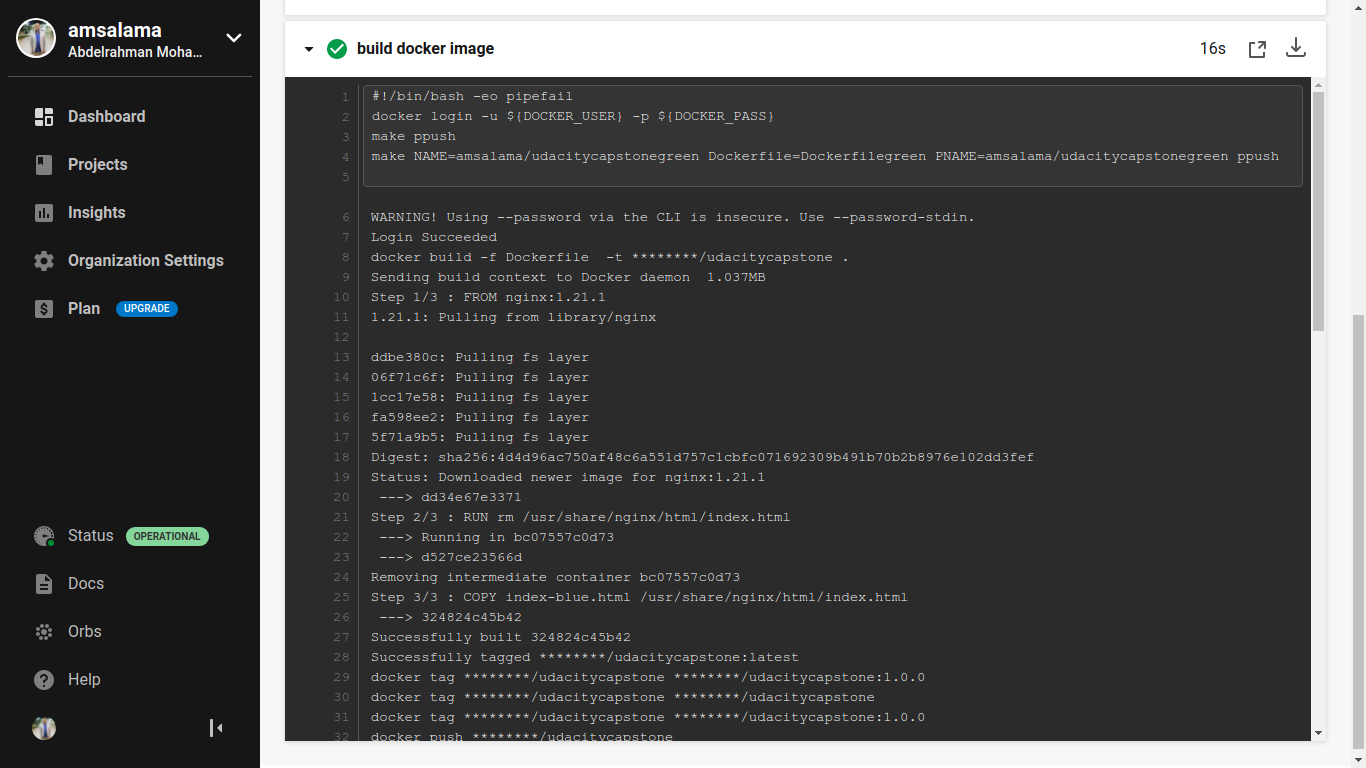 amsalama
Abdelrahman Moha...
Dashboard
Projects
Insights
Organization Settings
Plan UPGRADE
Status OPERATIONAL
Docs
Orbs
Help
build docker image 16s
1 #!/bin/bash -eo pipefail
2 docker login -u ${DOCKER_USER} -p ${DOCKER_PASS}
3 make ppush
4 make NAME=amsalama/udacitycapstonegreen Dockerfile=Dockerfilegreen PNAME=amsalama/udacitycapstonegreen ppush
5
6 WARNING! Using --password via the CLI is insecure. Use --password-stdin.
7 Login Succeeded
8 docker build -f Dockerfile  -t ********/udacitycapstone .
9 Sending build context to Docker daemon  1.037MB
10 Step 1/3 : FROM nginx:1.21.1
11 1.21.1: Pulling from library/nginx
12
13 ddbe380c: Pulling fs layer
14 06f71c6f: Pulling fs layer
15 1cc17e58: Pulling fs layer
16 fa598ee2: Pulling fs layer
17 5f71a9b5: Pulling fs layer
18 Digest: sha256:4d4d96ac750af48c6a551d757c1cbfc071692309b491b70b2b8976e102dd3fef
19 Status: Downloaded newer image for nginx:1.21.1
20  ---> dd34e67e3371
21 Step 2/3 : RUN rm /usr/share/nginx/html/index.html
22  ---> Running in bc07557c0d73
23  ---> d527ce23566d
24 Removing intermediate container bc07557c0d73
25 Step 3/3 : COPY index-blue.html /usr/share/nginx/html/index.html
26  ---> 324824c45b42
27 Successfully built 324824c45b42
28 Successfully tagged ********/udacitycapstone:latest
29 docker tag ********/udacitycapstone ********/udacitycapstone:1.0.0
30 docker tag ********/udacitycapstone ********/udacitycapstone
31 docker tag ********/udacitycapstone ********/udacitycapstone:1.0.0
32 docker push ********/udacitycapstone